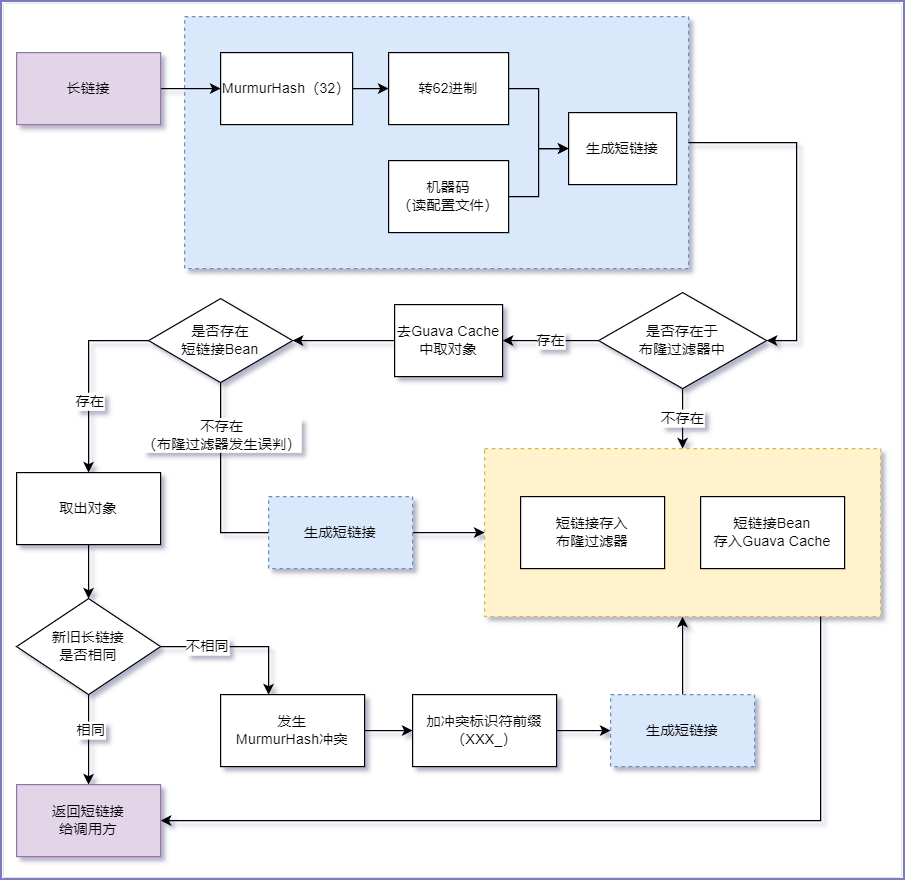 长链接
MurmurHash（32）
转62进制
机器码
（读配置文件）
生成短链接
是否存在于
布隆过滤器中
存在
去Guava Cache
中取对象
是否存在
短链接Bean
存在
不存在
（布隆过滤器发生误判）
不存在
取出对象
生成短链接
短链接存入
布隆过滤器
短链接Bean
存入Guava Cache
新旧长链接
是否相同
不相同
发生
MurmurHash冲突
加冲突标识符前缀
（XXX_）
生成短链接
相同
返回短链接
给调用方